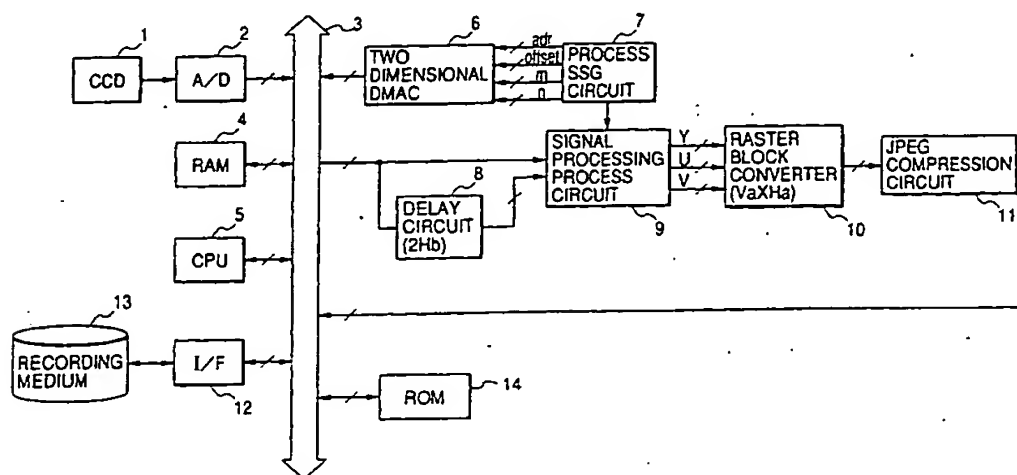 1
CCD
2
A/D
3
6
TWO
DIMENSIONAL
DMAC
adr
offset
m
n
7
PROCESS
SSG
CIRCUIT
4
RAM
8
DELAY
CIRCUIT
(2Hb)
SIGNAL
PROCESSING
PROCESS
CIRCUIT
9
Y
U
V
RASTER
BLOCK
CONVERTER
(VaXHa)
10
JPEG
COMPRESSION
CIRCUIT
11
5
CPU
13
RECORDING
MEDIUM
I/F
12
ROM
14